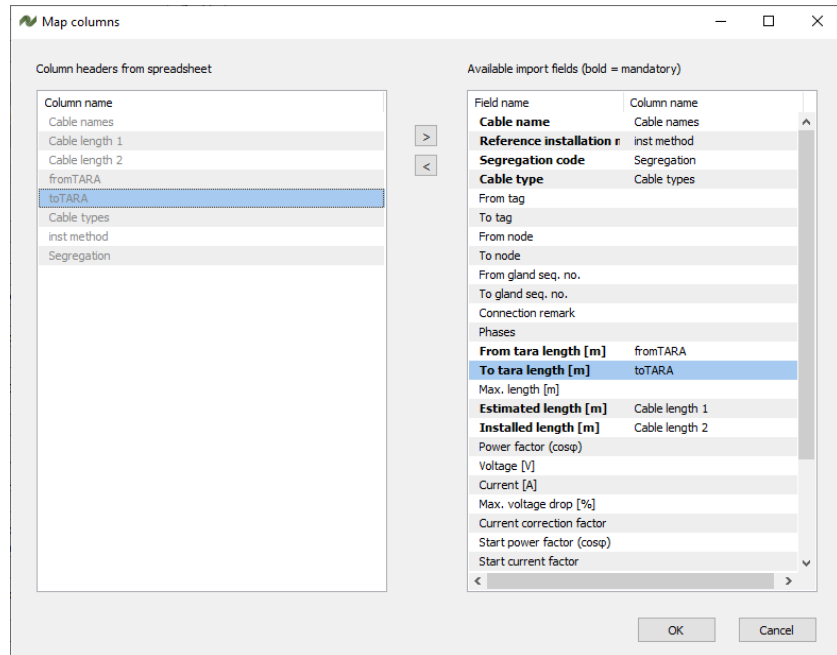 Map columns
Column headers from spreadsheet
Column name
Cable names
Cable length 1
Cable length 2
fromTARA
toTARA
Cable types
inst method
Segregation
>
<
Available import fields (bold = mandatory)
Field name Column name
Cable name Cable names
Reference installation inst method
Segregation code Segregation
Cable type Cable types
From tag
To tag
From node
To node
From gland seq. no.
To gland seq. no.
Connection remark
Phases
From tara length [m] fromTARA
To tara length [m] toTARA
Max. length [m]
Estimated length [m] Cable length 1
Installed length [m] Cable length 2
Power factor (cosφ)
Voltage [V]
Current [A]
Max. voltage drop [%]
Current correction factor
Start power factor (cosφ)
Start current factor
OK Cancel